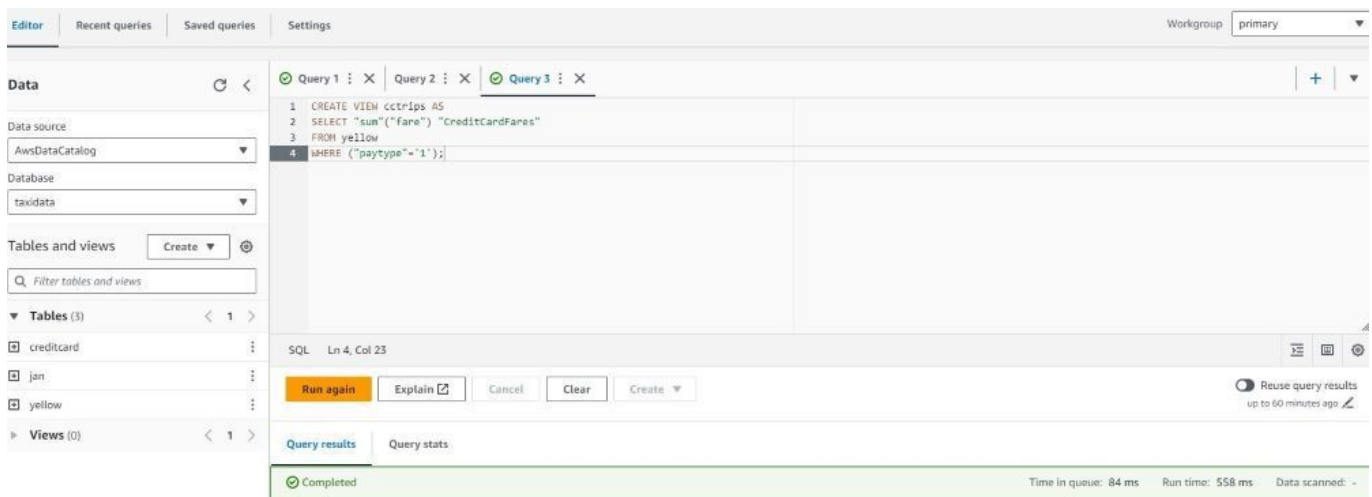 Editor
Recent queries
Saved queries
Settings
Workgroup
primary
Data
Data source
AwsDataCatalog
Database
taxidata
Tables and views
Create
Filter tables and views
Tables (3)
1
creditcard
jan
yellow
Views (0)
1
Query 1
Query 2
Query 3
1 CREATE VIEW cctrips AS
2 SELECT "sum"("fare") "CreditCardFares"
3 FROM yellow
4 WHERE ("paytype"='1');
SQL Ln 4, Col 23
Run again
Explain
Cancel
Clear
Create
Reuse query results
up to 60 minutes ago
Query results
Query stats
Completed
Time in queue: 84 ms
Run time: 558 ms
Data scanned: -